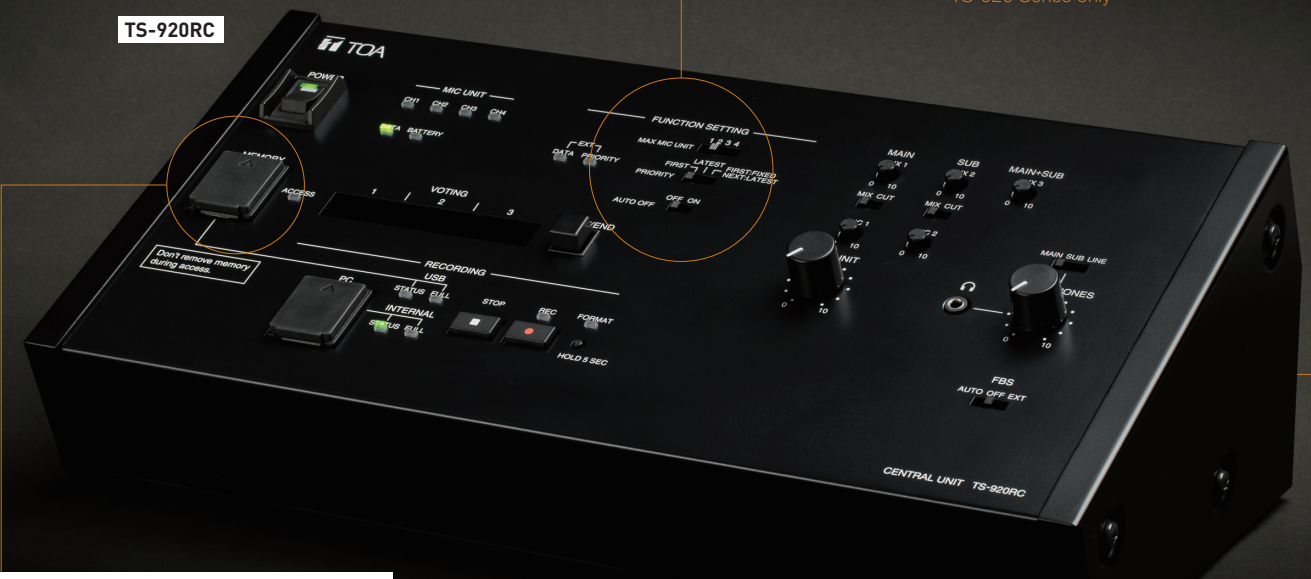 TS-920RC
TOA
MIC UNIT
CH1 CH2 CH3 CH4
BATTERY
FUNCTION SETTING
MAX MIC UNIT 1 2 3 4
EXT
DATA PRIORITY
PRIORITY FIRST LATEST FIRST:FIXED
NEXT:LATEST
AUTO OFF OFF ON
MEMORY
ACCESS
VOTING
1 2 3
Don't remove memory
during access.
RECORDING
PC
USB
STATUS FULL
INTERNAL
STATUS FULL
STOP
REC
FORMAT
HOLD 5 SEC
MAIN
SUB
MAIN+SUB
0 10
0 10
0 10
MIX CUT
MIX CUT
10
0 10
0 10
MAIN SUB LINE
0 10
FBS
AUTO OFF EXT
CENTRAL UNIT TS-920RC